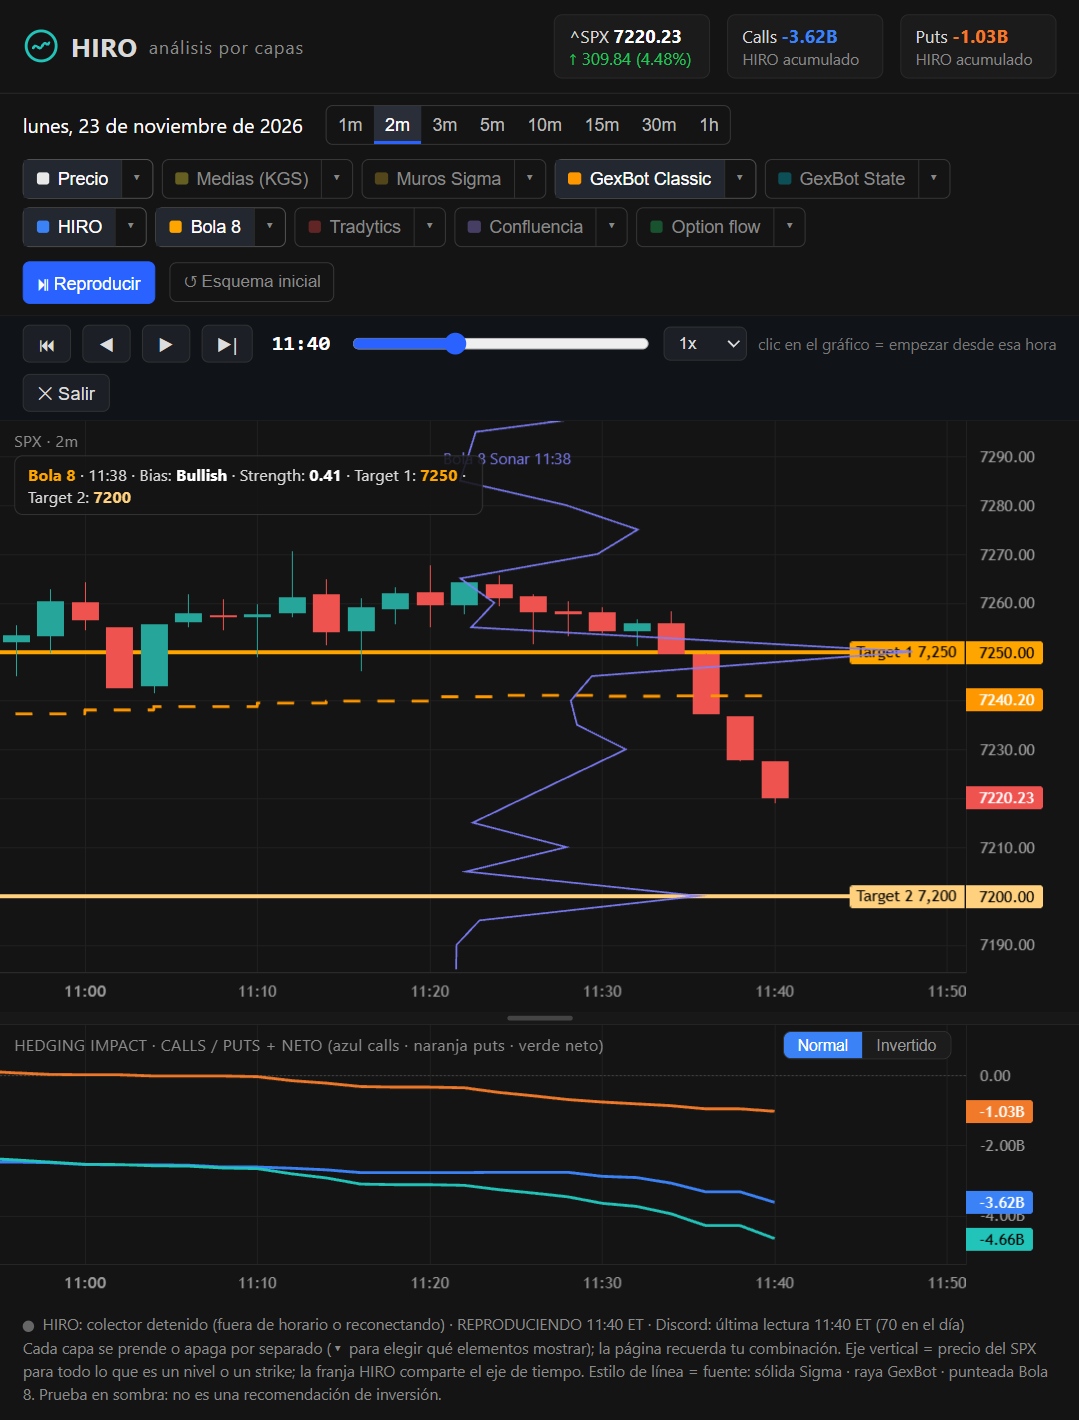 HIRO análisis por capas
^SPX 7220.23
↑ 309.84 (4.48%)
Calls -3.62B
HIRO acumulado
Puts -1.03B
HIRO acumulado
lunes, 23 de noviembre de 2026
1m 2m 3m 5m 10m 15m 30m 1h
Precio Medias (KGS) Muros Sigma GexBot Classic GexBot State
HIRO Bola 8 Tradytics Confluencia Option flow
Reproducir ↺ Esquema inicial
11:40 1x clic en el gráfico = empezar desde esa hora
✕ Salir
SPX · 2m
Bola 8 Sonar 11:38
Bola 8 · 11:38 · Bias: Bullish · Strength: 0.41 · Target 1: 7250 ·
Target 2: 7200
7290.00
7280.00
7270.00
7260.00
Target 1 7,250 7250.00
7240.20
7230.00
7220.23
7210.00
Target 2 7,200 7200.00
7190.00
11:00 11:10 11:20 11:30 11:40 11:50
HEDGING IMPACT · CALLS / PUTS + NETO (azul calls · naranja puts · verde neto)
Normal Invertido
0.00
-1.03B
-2.00B
-3.62B
-4.00B
-4.66B
11:00 11:10 11:20 11:30 11:40 11:50
HIRO: colector detenido (fuera de horario o reconectando) · REPRODUCIENDO 11:40 ET · Discord: última lectura 11:40 ET (70 en el día)
Cada capa se prende o apaga por separado (▾ para elegir qué elementos mostrar); la página recuerda tu combinación. Eje vertical = precio del SPX
para todo lo que es un nivel o un strike; la franja HIRO comparte el eje de tiempo. Estilo de línea = fuente: sólida Sigma · raya GexBot · punteada Bola
8. Prueba en sombra: no es una recomendación de inversión.